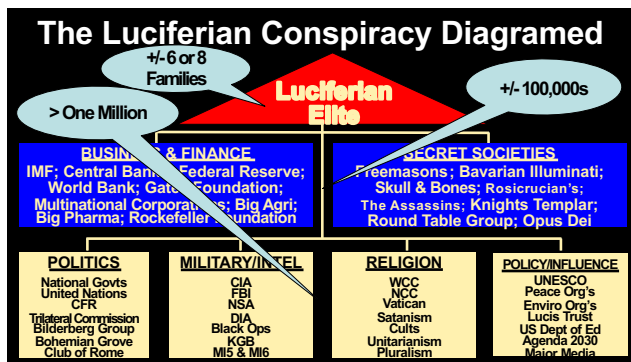 The Luciferian Conspiracy Diagramed
+/- 6 or 8
Families
+/- 100,000s
> One Million
Luciferian
Elite
BUSINESS & FINANCE
IMF; Central Bank; Federal Reserve;
World Bank; Gates Foundation;
Multinational Corporations; Big Agri;
Big Pharma; Rockefeller Foundation
SECRET SOCIETIES
Freemasons; Bavarian Illuminati;
Skull & Bones; Rosicrucian's;
The Assassins; Knights Templar;
Round Table Group; Opus Dei
POLITICS
National Govts
United Nations
CFR
Trilateral Commission
Bilderberg Group
Bohemian Grove
Club of Rome
MILITARY/INTEL
CIA
FBI
NSA
DIA
Black Ops
KGB
MI5 & MI6
RELIGION
WCC
NCC
Vatican
Satanism
Cults
Unitarianism
Pluralism
POLICY/INFLUENCE
UNESCO
Peace Org's
Enviro Org's
Lucis Trust
US Dept of Ed
Agenda 2030
Major Media